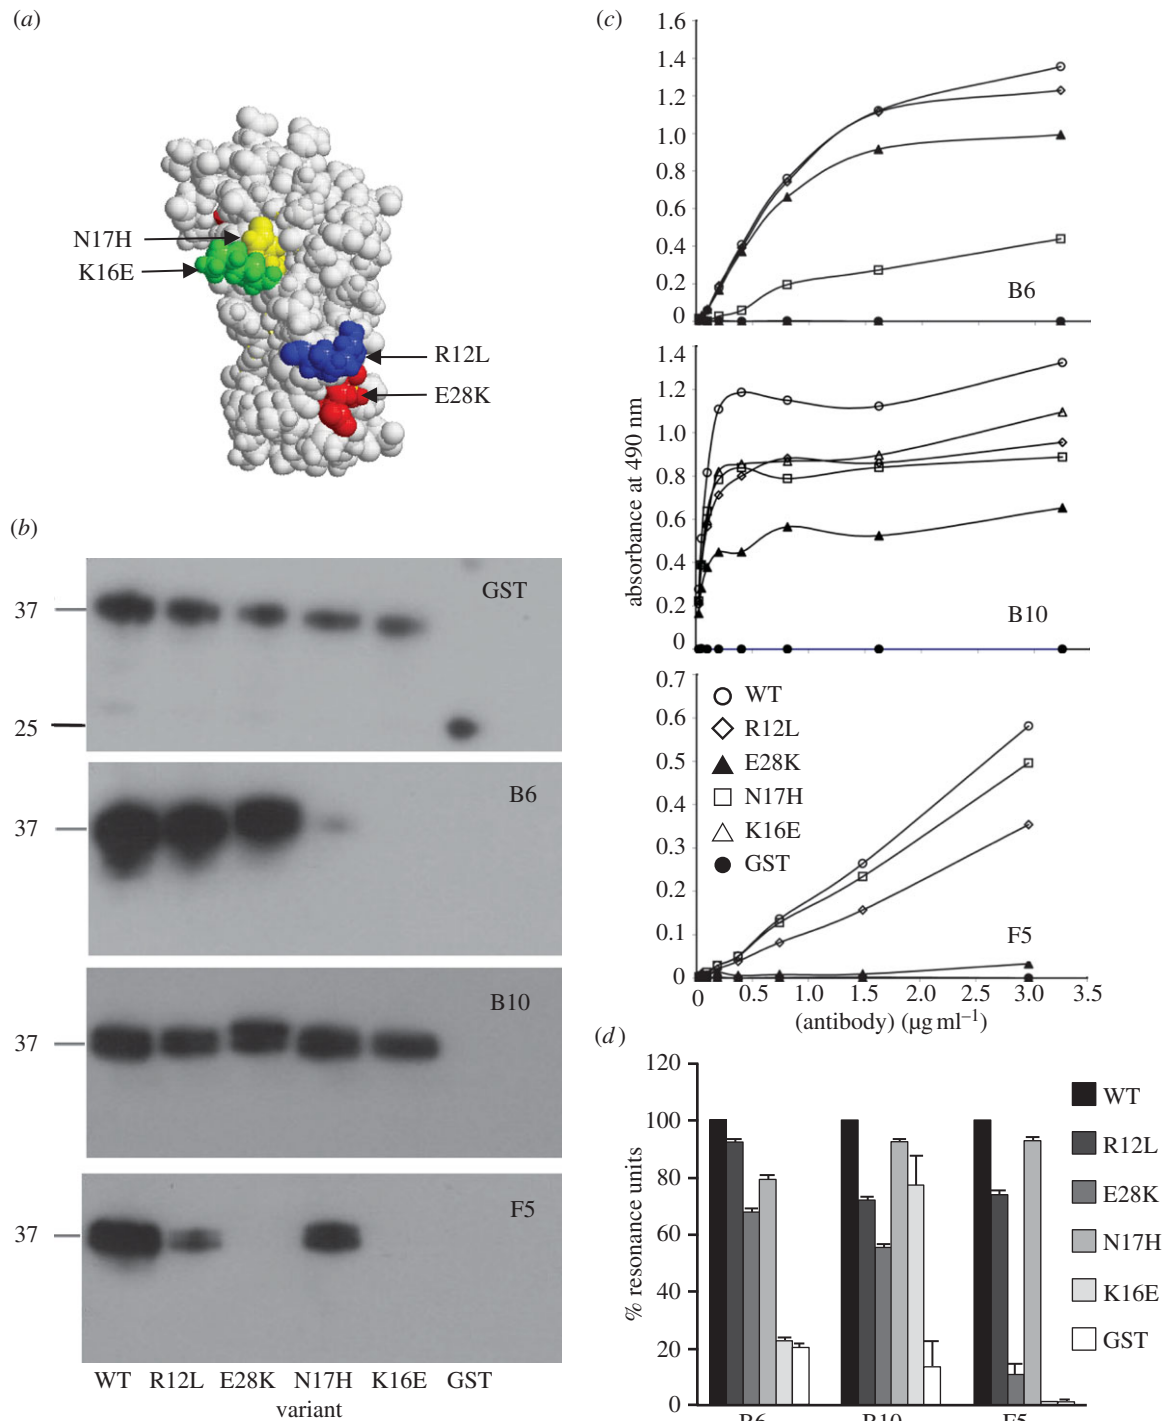 (a)
N17H
K16E
R12L
E28K
(b)
37
25
GST
37
B6
37
B10
37
F5
WT R12L E28K N17H K16E GST
variant
(c)
absorbance at 490 nm
1.6
1.4
1.2
1.0
0.8
0.6
0.4
0.2
0
B6
1.4
1.2
1.0
0.8
0.6
0.4
0.2
0
B10
0.7
0.6
0.5
0.4
0.3
0.2
0.1
0
WT
R12L
E28K
N17H
K16E
GST
F5
0 0.5 1.0 1.5 2.0 2.5 3.0 3.5
(antibody) (µg ml−1)
(d)
% resonance units
120
100
80
60
40
20
0
WT
R12L
E28K
N17H
K16E
GST
B6 B10 F5